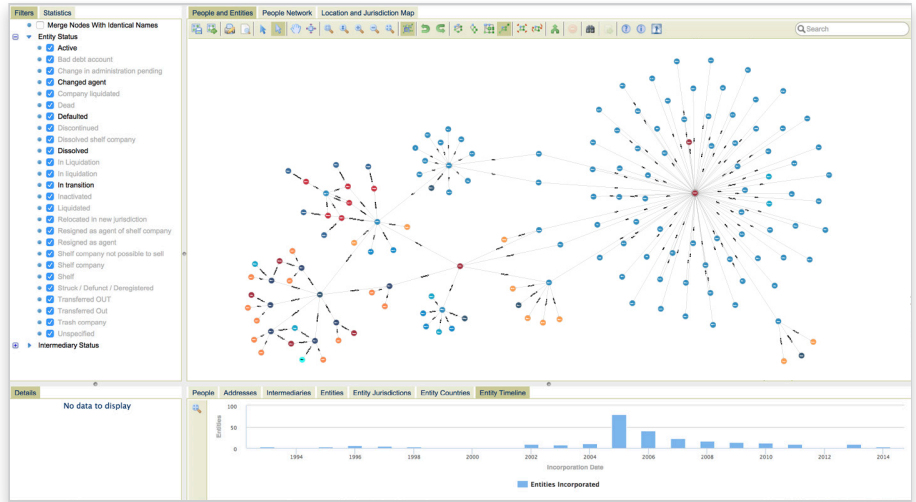 Filters Statistics
Merge Nodes With Identical Names
Entity Status
Active
Bad debt account
Change in administration pending
Changed agent
Company liquidated
Dead
Defaulted
Discontinued
Dissolved shelf company
Dissolved
In Liquidation
In liquidation
In transition
Inactivated
Liquidated
Relocated in new jurisdiction
Resigned as agent of shelf company
Resigned as agent
Shelf company not possible to sell
Shelf company
Shelf
Struck / Defunct / Deregistered
Transferred OUT
Transferred Out
Trash company
Unspecified
Intermediary Status
People and Entities People Network Location and Jurisdiction Map
Search
Details
No data to display
People Addresses Intermediaries Entities Entity Jurisdictions Entity Countries Entity Timeline
Entities
100
50
0
1994 1996 1998 2000 2002 2004 2006 2008 2010 2012 2014
Incorporation Date
Entities Incorporated